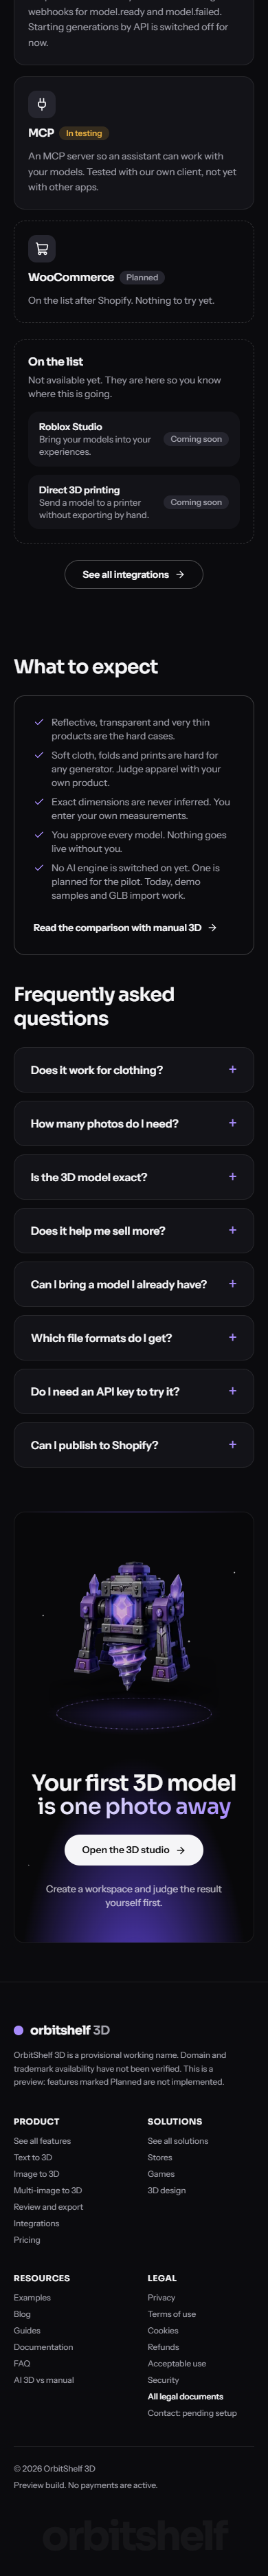 webhooks for model.ready and model.failed.
Starting generations by API is switched off for
now.
MCP In testing
An MCP server so an assistant can work with
your models. Tested with our own client, not yet
with other apps.
WooCommerce Planned
On the list after Shopify. Nothing to try yet.
On the list
Not available yet. They are here so you know
where this is going.
Roblox Studio
Bring your models into your
experiences.
Coming soon
Direct 3D printing
Send a model to a printer
without exporting by hand.
Coming soon
See all integrations →
What to expect
Reflective, transparent and very thin
products are the hard cases.
Soft cloth, folds and prints are hard for
any generator. Judge apparel with your
own product.
Exact dimensions are never inferred. You
enter your own measurements.
You approve every model. Nothing goes
live without you.
No AI engine is switched on yet. One is
planned for the pilot. Today, demo
samples and GLB import work.
Read the comparison with manual 3D →
Frequently asked
questions
Does it work for clothing? +
How many photos do I need? +
Is the 3D model exact? +
Does it help me sell more? +
Can I bring a model I already have? +
Which file formats do I get? +
Do I need an API key to try it? +
Can I publish to Shopify? +
Your first 3D model
is one photo away
Open the 3D studio →
Create a workspace and judge the result
yourself first.
orbitshelf 3D
OrbitShelf 3D is a provisional working name. Domain and
trademark availability have not been verified. This is a
preview: features marked Planned are not implemented.
PRODUCT
See all features
Text to 3D
Image to 3D
Multi-image to 3D
Review and export
Integrations
Pricing
SOLUTIONS
See all solutions
Stores
Games
3D design
RESOURCES
Examples
Blog
Guides
Documentation
FAQ
AI 3D vs manual
LEGAL
Privacy
Terms of use
Cookies
Refunds
Acceptable use
Security
All legal documents
Contact: pending setup
© 2026 OrbitShelf 3D
Preview build. No payments are active.
orbitshelf